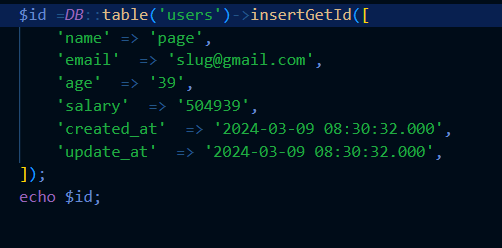 $id =DB::table('users')->insertGetId([
'name' => 'page',
'email'  => 'slug@gmail.com',
'age'  => '39',
'salary'  => '504939',
'created_at'  => '2024-03-09 08:30:32.000',
'update_at'  => '2024-03-09 08:30:32.000',
]);
echo $id;